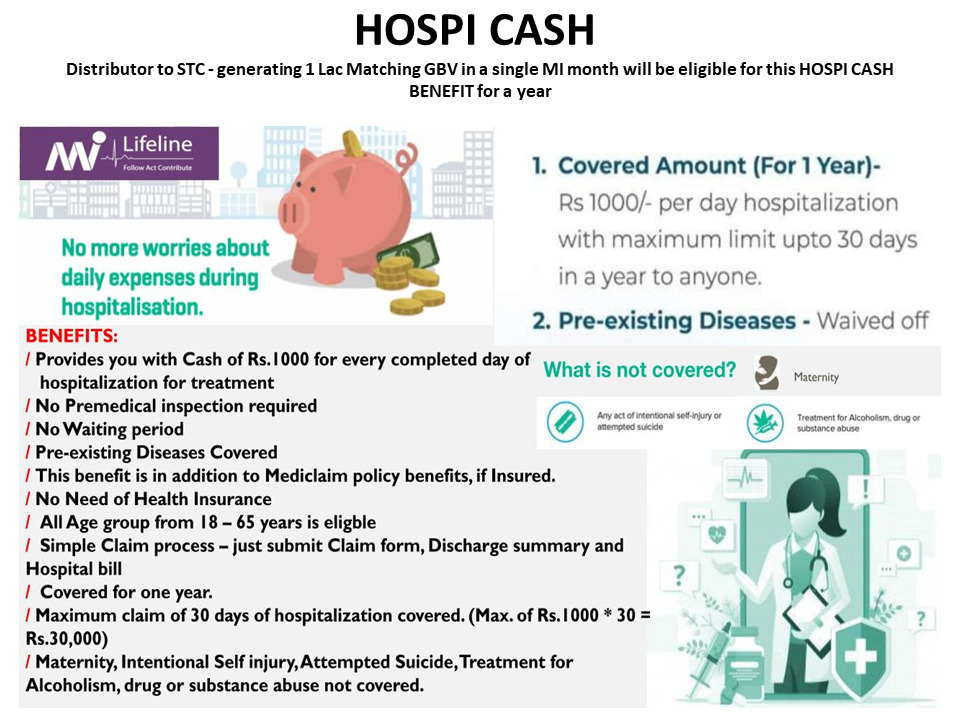 HOSPI CASH
Distributor to STC - generating 1 Lac Matching GBV in a single MI month will be eligible for this HOSPI CASH
BENEFIT for a year
Mi Lifeline
Follow Act Contribute
No more worries about
daily expenses during
hospitalisation.
1. Covered Amount (For 1 Year)-
Rs 1000/- per day hospitalization
with maximum limit upto 30 days
in a year to anyone.
2. Pre-existing Diseases - Waived off
BENEFITS:
/ Provides you with Cash of Rs.1000 for every completed day of
hospitalization for treatment
/ No Premedical inspection required
/ No Waiting period
/ Pre-existing Diseases Covered
/ This benefit is in addition to Mediclaim policy benefits, if Insured.
/ No Need of Health Insurance
/ All Age group from 18 – 65 years is eligble
/ Simple Claim process – just submit Claim form, Discharge summary and
Hospital bill
/ Covered for one year.
/ Maximum claim of 30 days of hospitalization covered. (Max. of Rs.1000 * 30 =
Rs.30,000)
/ Maternity, Intentional Self injury, Attempted Suicide, Treatment for
Alcoholism, drug or substance abuse not covered.
What is not covered?
Maternity
Any act of intentional self-injury or
attempted suicide
Treatment for Alcoholism, drug or
substance abuse